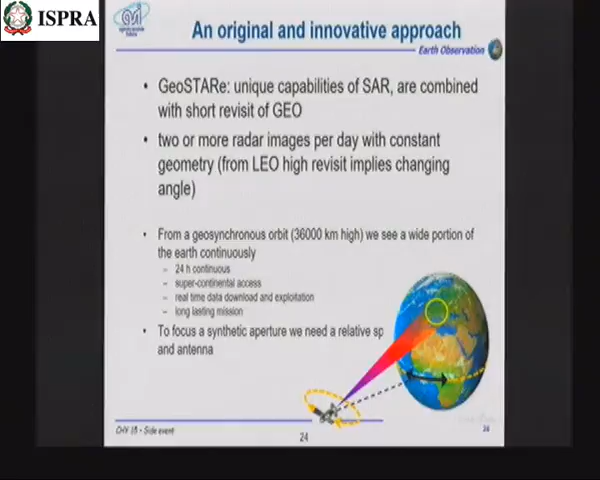 ISPRA
asi
An original and innovative approach
Earth Observation
• GeoSTARe: unique capabilities of SAR, are combined
with short revisit of GEO
• two or more radar images per day with constant
geometry (from LEO high revisit implies changing
angle)
• From a geosynchronous orbit (36000 km high) we see a wide portion of
the earth continuously
– 24 h continuous
– super-continental access
– real time data download and exploitation
– long lasting mission
• To focus a synthetic aperture we need a relative sp
and antenna
24